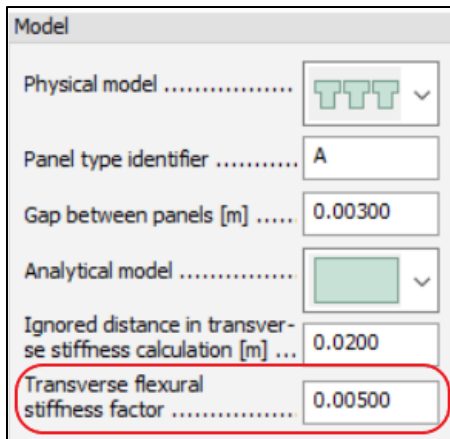 Model
Physical model .................
Panel type identifier ........... A
Gap between panels [m] ..... 0.00300
Analytical model ..................
Ignored distance in transver-
se stiffness calculation [m] ... 0.0200
Transverse flexural
stiffness factor .................. 0.00500